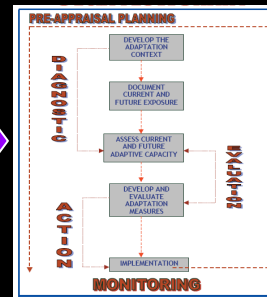 PRE-APPRAISAL PLANNING
DEVELOP THE
ADAPTATION
CONTEXT
DIAGNOSTIC
DOCUMENT
CURRENT AND
FUTURE EXPOSURE
ASSESS CURRENT
AND FUTURE
ADAPTIVE CAPACITY
EVALUATION
DEVELOP AND
EVALUATE
ADAPTATION
MEASURES
ACTION
IMPLEMENTATION
MONITORING